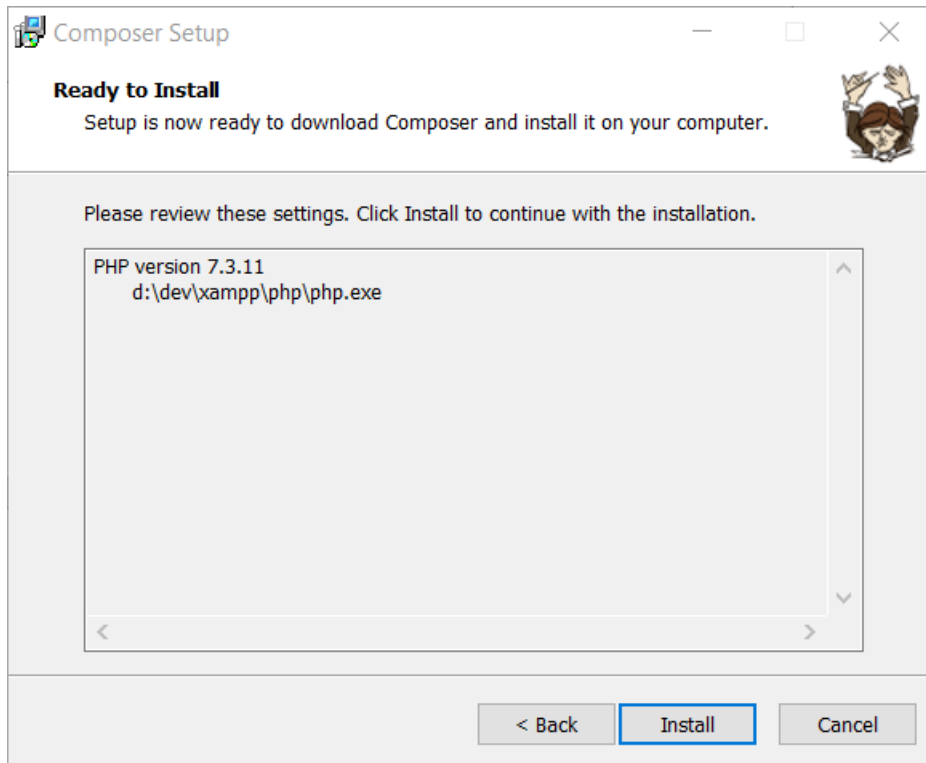 Composer Setup
Ready to Install
Setup is now ready to download Composer and install it on your computer.
Please review these settings. Click Install to continue with the installation.
PHP version 7.3.11
d:\dev\xampp\php\php.exe
< Back Install Cancel